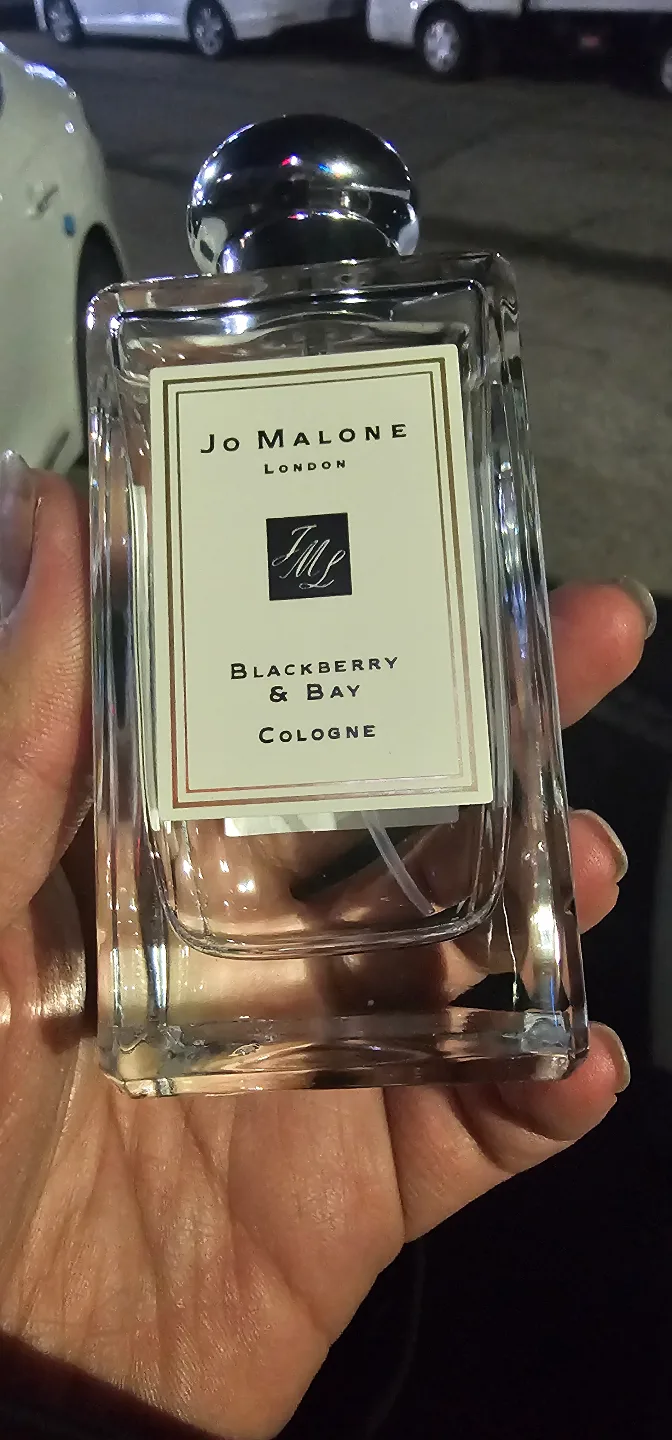 Jo Malone
London
JML
Blackberry
& Bay
Cologne